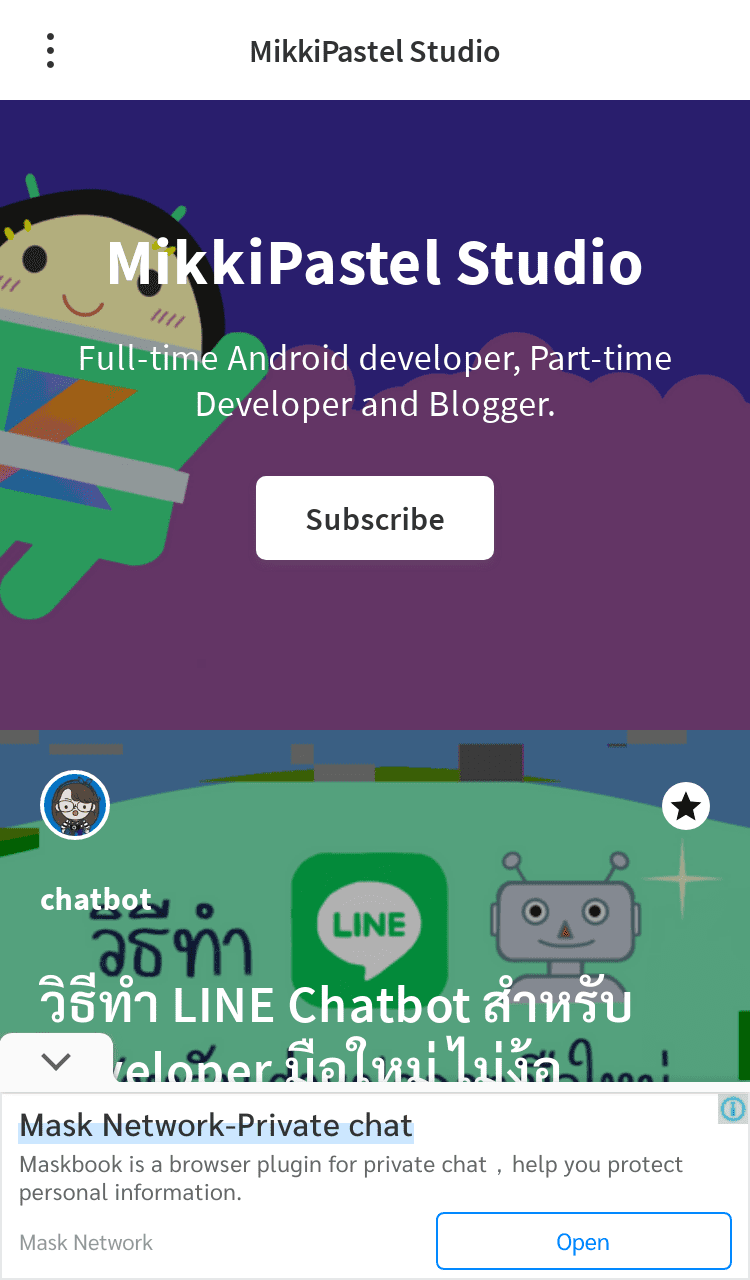 MikkiPastel Studio
MikkiPastel Studio
Full-time Android developer, Part-time
Developer and Blogger.
Subscribe
chatbot
LINE
วิธีทำ
วิธีทำ LINE Chatbot สำหรับ
veloper มือใหม่ ไม่ง้อ
Mask Network-Private chat
Maskbook is a browser plugin for private chat , help you protect
personal information.
Mask Network
Open